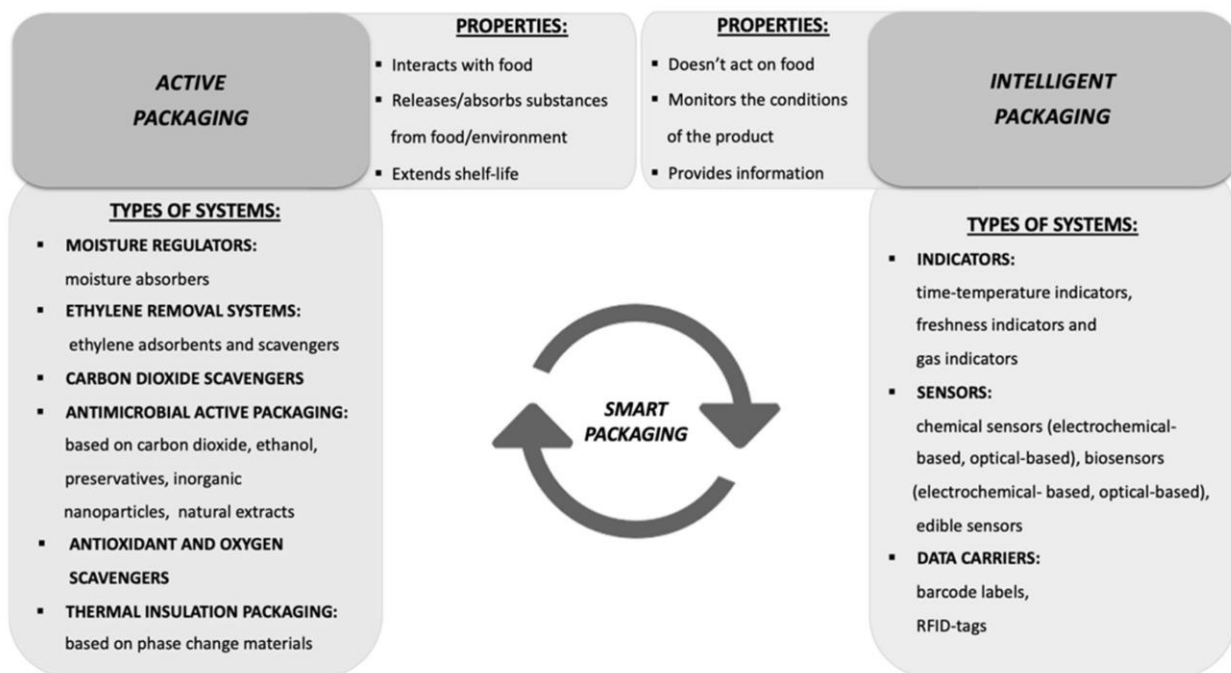 ACTIVE
PACKAGING
PROPERTIES:
▪ Interacts with food
▪ Releases/absorbs substances
from food/environment
▪ Extends shelf-life
PROPERTIES:
▪ Doesn't act on food
▪ Monitors the conditions
of the product
▪ Provides information
INTELLIGENT
PACKAGING
TYPES OF SYSTEMS:
▪ MOISTURE REGULATORS:
moisture absorbers
▪ ETHYLENE REMOVAL SYSTEMS:
ethylene adsorbents and scavengers
▪ CARBON DIOXIDE SCAVENGERS
▪ ANTIMICROBIAL ACTIVE PACKAGING:
based on carbon dioxide, ethanol,
preservatives, inorganic
nanoparticles, natural extracts
▪ ANTIOXIDANT AND OXYGEN
SCAVENGERS
▪ THERMAL INSULATION PACKAGING:
based on phase change materials
SMART
PACKAGING
TYPES OF SYSTEMS:
▪ INDICATORS:
time-temperature indicators,
freshness indicators and
gas indicators
▪ SENSORS:
chemical sensors (electrochemical-
based, optical-based), biosensors
(electrochemical- based, optical-based),
edible sensors
▪ DATA CARRIERS:
barcode labels,
RFID-tags